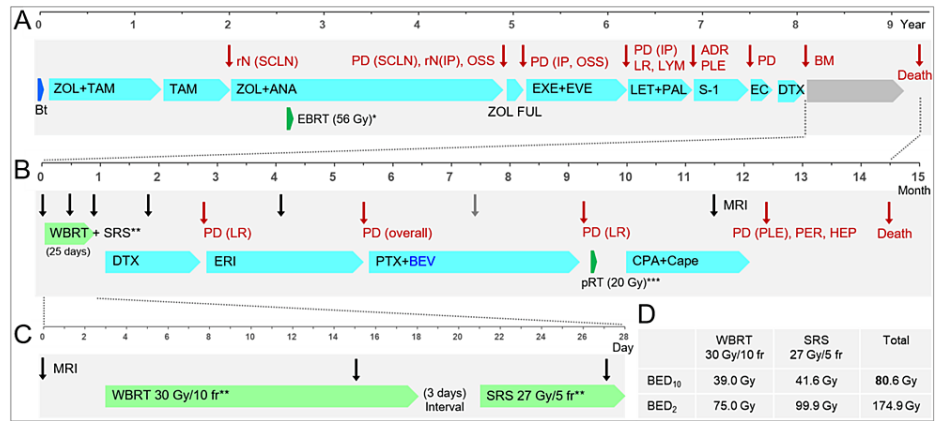 A
0 1 2 3 4 5 6 7 8 9 Year
rN (SCLN)
PD (SCLN), rN(IP), OSS
PD (IP, OSS)
PD (IP)
LR, LYM
ADR
PLE
PD
BM
Death
Bt
ZOL+TAM
TAM
ZOL+ANA
ZOL FUL
EXE+EVE
LET+PAL
S-1
EC
DTX
EBRT (56 Gy)*
B
0 1 2 3 4 5 6 7 8 9 10 11 12 13 14 15
Month
MRI
WBRT + SRS**
(25 days)
PD (LR)
PD (overall)
PD (LR)
PD (PLE), PER, HEP
Death
DTX
ERI
PTX+BEV
CPA+Cape
pRT (20 Gy)***
C
0 2 4 6 8 10 12 14 16 18 20 22 24 26 28
Day
MRI
WBRT 30 Gy/10 fr**
(3 days)
Interval
SRS 27 Gy/5 fr**
D
WBRT
30 Gy/10 fr
SRS
27 Gy/5 fr
Total
BED10 39.0 Gy 41.6 Gy 80.6 Gy
BED2 75.0 Gy 99.9 Gy 174.9 Gy